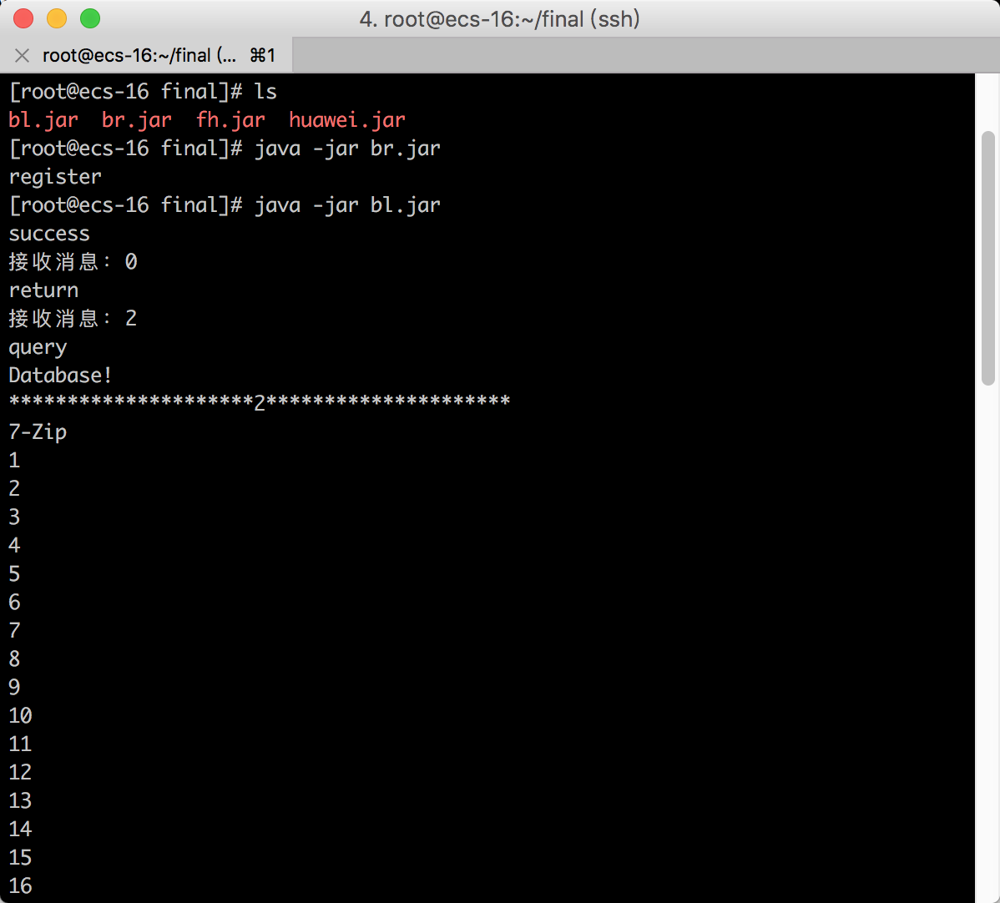 4. root@ecs-16:~/final (ssh)
root@ecs-16:~/final (... ⌘1
[root@ecs-16 final]# ls
bl.jar  br.jar  fh.jar  huawei.jar
[root@ecs-16 final]# java -jar br.jar
register
[root@ecs-16 final]# java -jar bl.jar
success
接收消息：0
return
接收消息：2
query
Database!
*********************2*********************
7-Zip
1
2
3
4
5
6
7
8
9
10
11
12
13
14
15
16